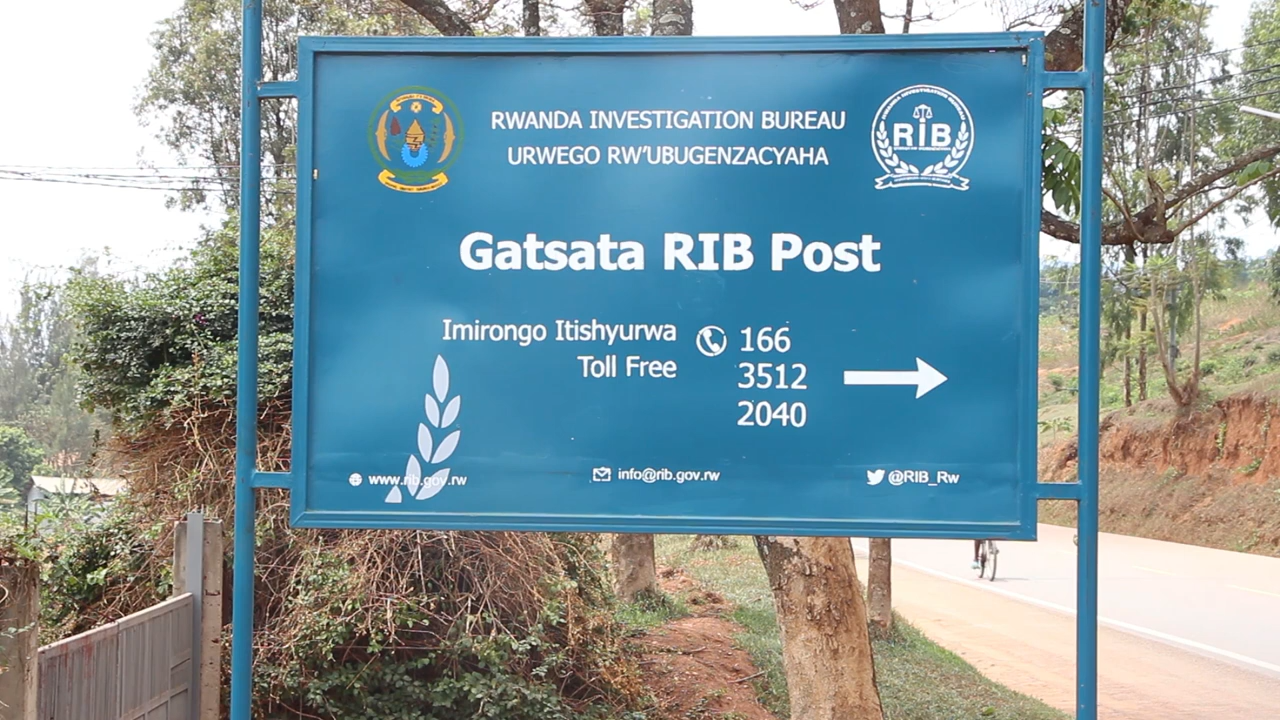 RWANDA INVESTIGATION BUREAU
URWEGO RW'UBUGENZACYAHA
RIB
Gatsata RIB Post
Imirongo Itishyurwa
Toll Free
166
3512
2040
www.rib.gov.rw
info@rib.gov.rw
@RIB_Rw